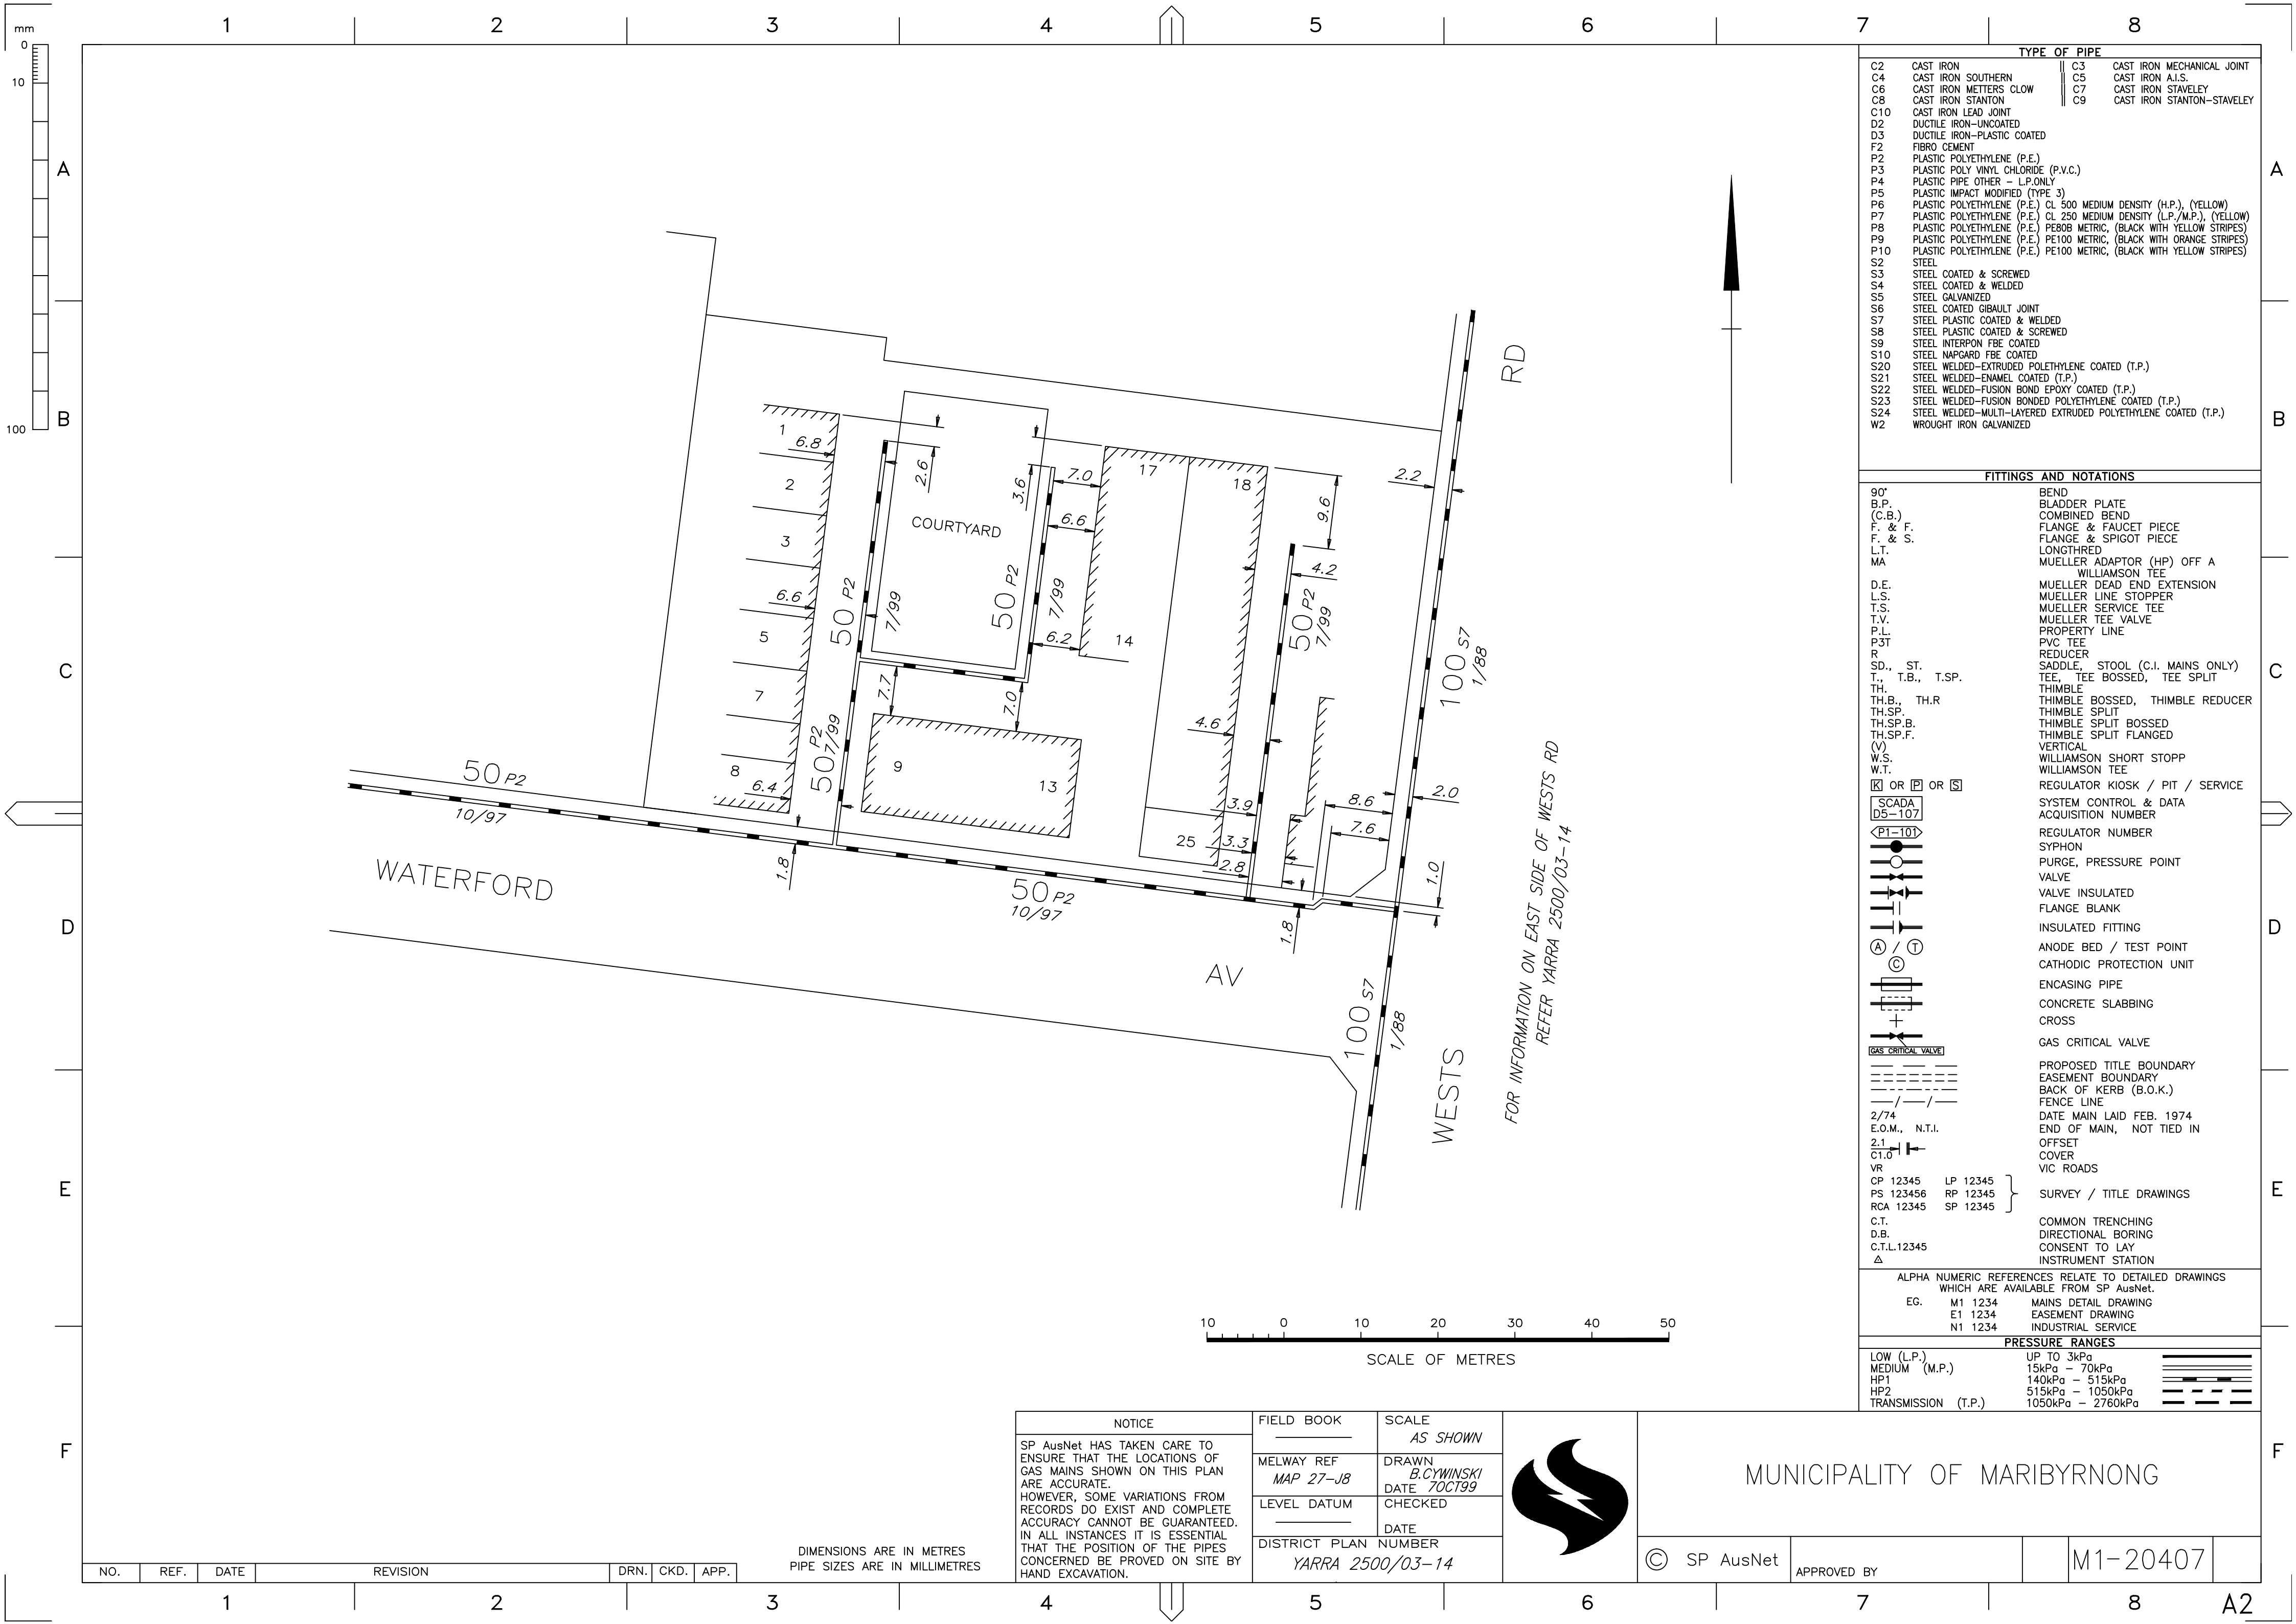 1 2 3 4 5 6 7 8
mm
0
10
100
A
B
C
D
E
F
A
B
C
D
E
F
1
6.8
2
3
6.6
5
7
8
6.4
2.6
3.6
7.0
6.6
6.2
COURTYARD
50 P2
7/99
50 P2
7/99
50 P2
7/99
7.7
7.0
9
13
14
17
18
9.6
4.2
50 P2
7/99
4.6
3.9
25
3.3
2.8
2.2
2.0
8.6
7.6
1.0
1.8
1.8
100 S7
1/88
100 S7
1/88
50 P2
10/97
50 P2
10/97
WATERFORD
AV
WESTS
RD
FOR INFORMATION ON EAST SIDE OF WESTS RD
REFER YARRA 2500/03-14
10 0 10 20 30 40 50
SCALE OF METRES
TYPE OF PIPE
C2 CAST IRON C3 CAST IRON MECHANICAL JOINT
C4 CAST IRON SOUTHERN C5 CAST IRON A.I.S.
C6 CAST IRON METTERS CLOW C7 CAST IRON STAVELEY
C8 CAST IRON STANTON C9 CAST IRON STANTON-STAVELEY
C10 CAST IRON LEAD JOINT
D2 DUCTILE IRON-UNCOATED
D3 DUCTILE IRON-PLASTIC COATED
F2 FIBRO CEMENT
P2 PLASTIC POLYETHYLENE (P.E.)
P3 PLASTIC POLY VINYL CHLORIDE (P.V.C.)
P4 PLASTIC PIPE OTHER - L.P.ONLY
P5 PLASTIC IMPACT MODIFIED (TYPE 3)
P6 PLASTIC POLYETHYLENE (P.E.) CL 500 MEDIUM DENSITY (H.P.), (YELLOW)
P7 PLASTIC POLYETHYLENE (P.E.) CL 250 MEDIUM DENSITY (L.P./M.P.), (YELLOW)
P8 PLASTIC POLYETHYLENE (P.E.) PE80B METRIC, (BLACK WITH YELLOW STRIPES)
P9 PLASTIC POLYETHYLENE (P.E.) PE100 METRIC, (BLACK WITH ORANGE STRIPES)
P10 PLASTIC POLYETHYLENE (P.E.) PE100 METRIC, (BLACK WITH YELLOW STRIPES)
S2 STEEL
S3 STEEL COATED & SCREWED
S4 STEEL COATED & WELDED
S5 STEEL GALVANIZED
S6 STEEL COATED GIBAULT JOINT
S7 STEEL PLASTIC COATED & WELDED
S8 STEEL PLASTIC COATED & SCREWED
S9 STEEL INTERPON FBE COATED
S10 STEEL NAPGARD FBE COATED
S20 STEEL WELDED-EXTRUDED POLETHYLENE COATED (T.P.)
S21 STEEL WELDED-ENAMEL COATED (T.P.)
S22 STEEL WELDED-FUSION BOND EPOXY COATED (T.P.)
S23 STEEL WELDED-FUSION BONDED POLYETHYLENE COATED (T.P.)
S24 STEEL WELDED-MULTI-LAYERED EXTRUDED POLYETHYLENE COATED (T.P.)
W2 WROUGHT IRON GALVANIZED
FITTINGS AND NOTATIONS
90° BEND
B.P. BLADDER PLATE
(C.B.) COMBINED BEND
F. & F. FLANGE & FAUCET PIECE
F. & S. FLANGE & SPIGOT PIECE
L.T. LONGTHRED
MA MUELLER ADAPTOR (HP) OFF A
WILLIAMSON TEE
D.E. MUELLER DEAD END EXTENSION
L.S. MUELLER LINE STOPPER
T.S. MUELLER SERVICE TEE
T.V. MUELLER TEE VALVE
P.L. PROPERTY LINE
P3T PVC TEE
R REDUCER
SD., ST. SADDLE, STOOL (C.I. MAINS ONLY)
T., T.B., T.SP. TEE, TEE BOSSED, TEE SPLIT
TH. THIMBLE
TH.B., TH.R THIMBLE BOSSED, THIMBLE REDUCER
TH.SP. THIMBLE SPLIT
TH.SP.B. THIMBLE SPLIT BOSSED
TH.SP.F. THIMBLE SPLIT FLANGED
(V) VERTICAL
W.S. WILLIAMSON SHORT STOPP
W.T. WILLIAMSON TEE
K OR P OR S REGULATOR KIOSK / PIT / SERVICE
SCADA SYSTEM CONTROL & DATA
D5-107 ACQUISITION NUMBER
P1-101 REGULATOR NUMBER
SYPHON
PURGE, PRESSURE POINT
VALVE
VALVE INSULATED
FLANGE BLANK
INSULATED FITTING
A / T ANODE BED / TEST POINT
C CATHODIC PROTECTION UNIT
ENCASING PIPE
CONCRETE SLABBING
CROSS
GAS CRITICAL VALVE
GAS CRITICAL VALVE
PROPOSED TITLE BOUNDARY
EASEMENT BOUNDARY
BACK OF KERB (B.O.K.)
FENCE LINE
2/74 DATE MAIN LAID FEB. 1974
E.O.M., N.T.I. END OF MAIN, NOT TIED IN
2.1 OFFSET
C1.0 COVER
VR VIC ROADS
CP 12345 LP 12345
PS 123456 RP 12345 SURVEY / TITLE DRAWINGS
RCA 12345 SP 12345
C.T. COMMON TRENCHING
D.B. DIRECTIONAL BORING
C.T.L.12345 CONSENT TO LAY
INSTRUMENT STATION
ALPHA NUMERIC REFERENCES RELATE TO DETAILED DRAWINGS
WHICH ARE AVAILABLE FROM SP AusNet.
EG. M1 1234 MAINS DETAIL DRAWING
E1 1234 EASEMENT DRAWING
N1 1234 INDUSTRIAL SERVICE
PRESSURE RANGES
LOW (L.P.) UP TO 3kPa
MEDIUM (M.P.) 15kPa - 70kPa
HP1 140kPa - 515kPa
HP2 515kPa - 1050kPa
TRANSMISSION (T.P.) 1050kPa - 2760kPa
NOTICE
SP AusNet HAS TAKEN CARE TO
ENSURE THAT THE LOCATIONS OF
GAS MAINS SHOWN ON THIS PLAN
ARE ACCURATE.
HOWEVER, SOME VARIATIONS FROM
RECORDS DO EXIST AND COMPLETE
ACCURACY CANNOT BE GUARANTEED.
IN ALL INSTANCES IT IS ESSENTIAL
THAT THE POSITION OF THE PIPES
CONCERNED BE PROVED ON SITE BY
HAND EXCAVATION.
FIELD BOOK
SCALE
AS SHOWN
MELWAY REF
MAP 27-J8
DRAWN
B.CYWINSKI
DATE 7OCT99
LEVEL DATUM
CHECKED
DATE
DISTRICT PLAN NUMBER
YARRA 2500/03-14
MUNICIPALITY OF MARIBYRNONG
© SP AusNet
APPROVED BY
M1-20407
DIMENSIONS ARE IN METRES
PIPE SIZES ARE IN MILLIMETRES
NO. REF. DATE REVISION DRN. CKD. APP.
1 2 3 4 5 6 7 8
A2